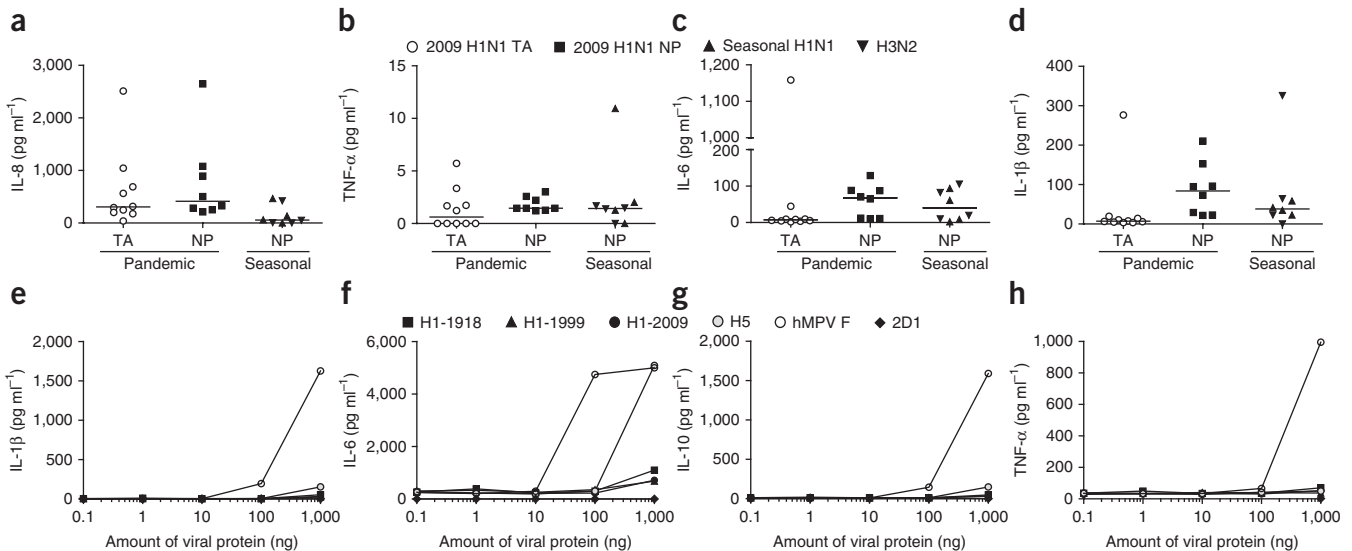 a
b
c
d
2009 H1N1 TA 2009 H1N1 NP Seasonal H1N1 H3N2
IL-8 (pg ml⁻¹)
3,000
2,000
1,000
0
TA NP NP
Pandemic Seasonal
TNF-α (pg ml⁻¹)
15
10
5
0
TA NP NP
Pandemic Seasonal
IL-6 (pg ml⁻¹)
1,200
1,100
1,000
200
100
0
TA NP NP
Pandemic Seasonal
IL-1β (pg ml⁻¹)
400
300
200
100
0
TA NP NP
Pandemic Seasonal
e
f
g
h
H1-1918 H1-1999 H1-2009 H5 hMPV F 2D1
IL-1β (pg ml⁻¹)
2,000
1,500
1,000
500
0
0.1 1 10 100 1,000
Amount of viral protein (ng)
IL-6 (pg ml⁻¹)
6,000
4,000
2,000
0
0.1 1 10 100 1,000
Amount of viral protein (ng)
IL-10 (pg ml⁻¹)
2,000
1,500
1,000
500
0
0.1 1 10 100 1,000
Amount of viral protein (ng)
TNF-α (pg ml⁻¹)
1,000
800
600
400
200
0
0.1 1 10 100 1,000
Amount of viral protein (ng)